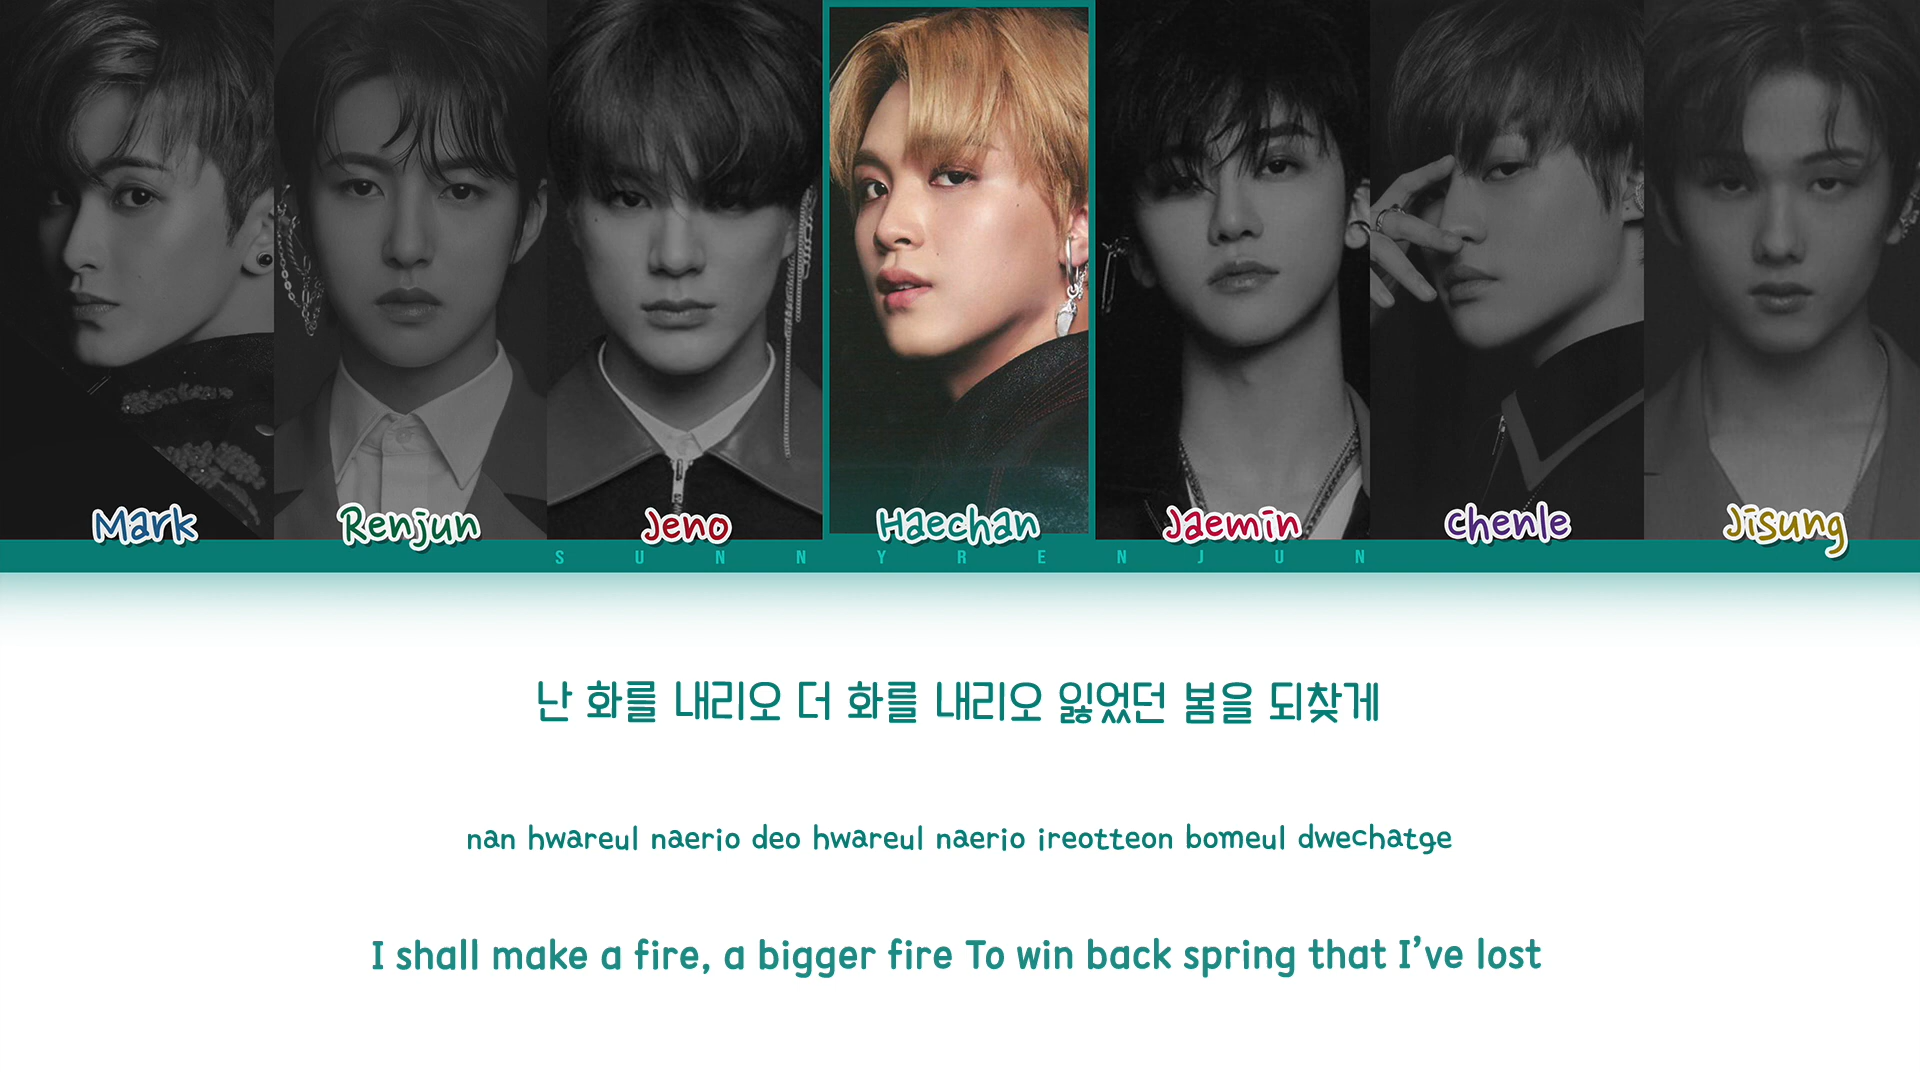 Mark Renjun Jeno Haechan Jaemin Chenle Jisung
SUNNYRENJUN
난 화를 내리오 더 화를 내리오 잃었던 봄을 되찾게
nan hwareul naerio deo hwareul naerio ireotteon bomeul dwechatge
I shall make a fire, a bigger fire To win back spring that I've lost